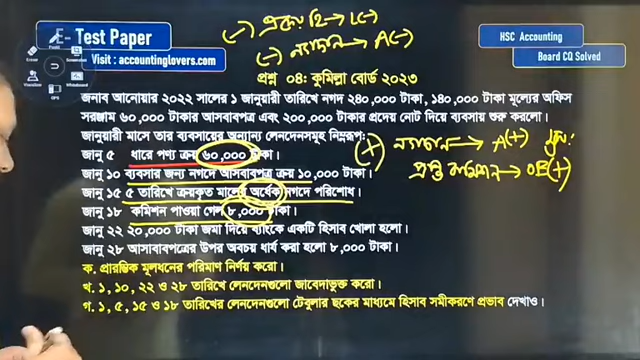 (-) প্রদেয় হি → L(-)
(-) নগদান → A(-)
Test Paper
Visit : accountinglovers.com
HSC Accounting
Board CQ Solved
প্রশ্ন ০৪: কুমিল্লা বোর্ড ২০২৩
জনাব আনোয়ার ২০২২ সালের ১ জানুয়ারী তারিখে নগদ ২৪০,০০০ টাকা, ১৪০,০০০ টাকা মূল্যের অফিস
সরঞ্জাম ৬০,০০০ টাকার আসবাবপত্র এবং ২০০,০০০ টাকার প্রদেয় নোট দিয়ে ব্যবসায় শুরু করলো।
জানুয়ারী মাসে তার ব্যবসায়ের অন্যান্য লেনদেনসমূহ নিম্নরূপ:
(+) নগদান → A(+)
প্রাপ্ত কমিশন → OE(+)
জানু ৫ ধারে পণ্য ক্রয় ৬০,০০০ টাকা।
জানু ১০ ব্যবসার জন্য নগদে আসবাবপত্র ক্রয় ১০,০০০ টাকা।
জানু ১৫ ৫ তারিখে ক্রয়কৃত মালের অর্ধেক নগদে পরিশোধ।
জানু ১৮ কমিশন পাওয়া গেল ৮,০০০ টাকা।
জানু ২২ ২০,০০০ টাকা জমা দিয়ে ব্যাংকে একটি হিসাব খোলা হলো।
জানু ২৮ আসাবাবপত্রের উপর অবচয় ধার্য করা হলো ৮,০০০ টাকা।
ক. প্রারম্ভিক মূলধনের পরিমাণ নির্ণয় করো।
খ. ১, ১০, ২২ ও ২৮ তারিখের লেনদেনগুলো জাবেদাভুক্ত করো।
গ. ১, ৫, ১৫ ও ১৮ তারিখের লেনদেনগুলো টেবুলার ছকের মাধ্যমে হিসাব সমীকরণে প্রভাব দেখাও।